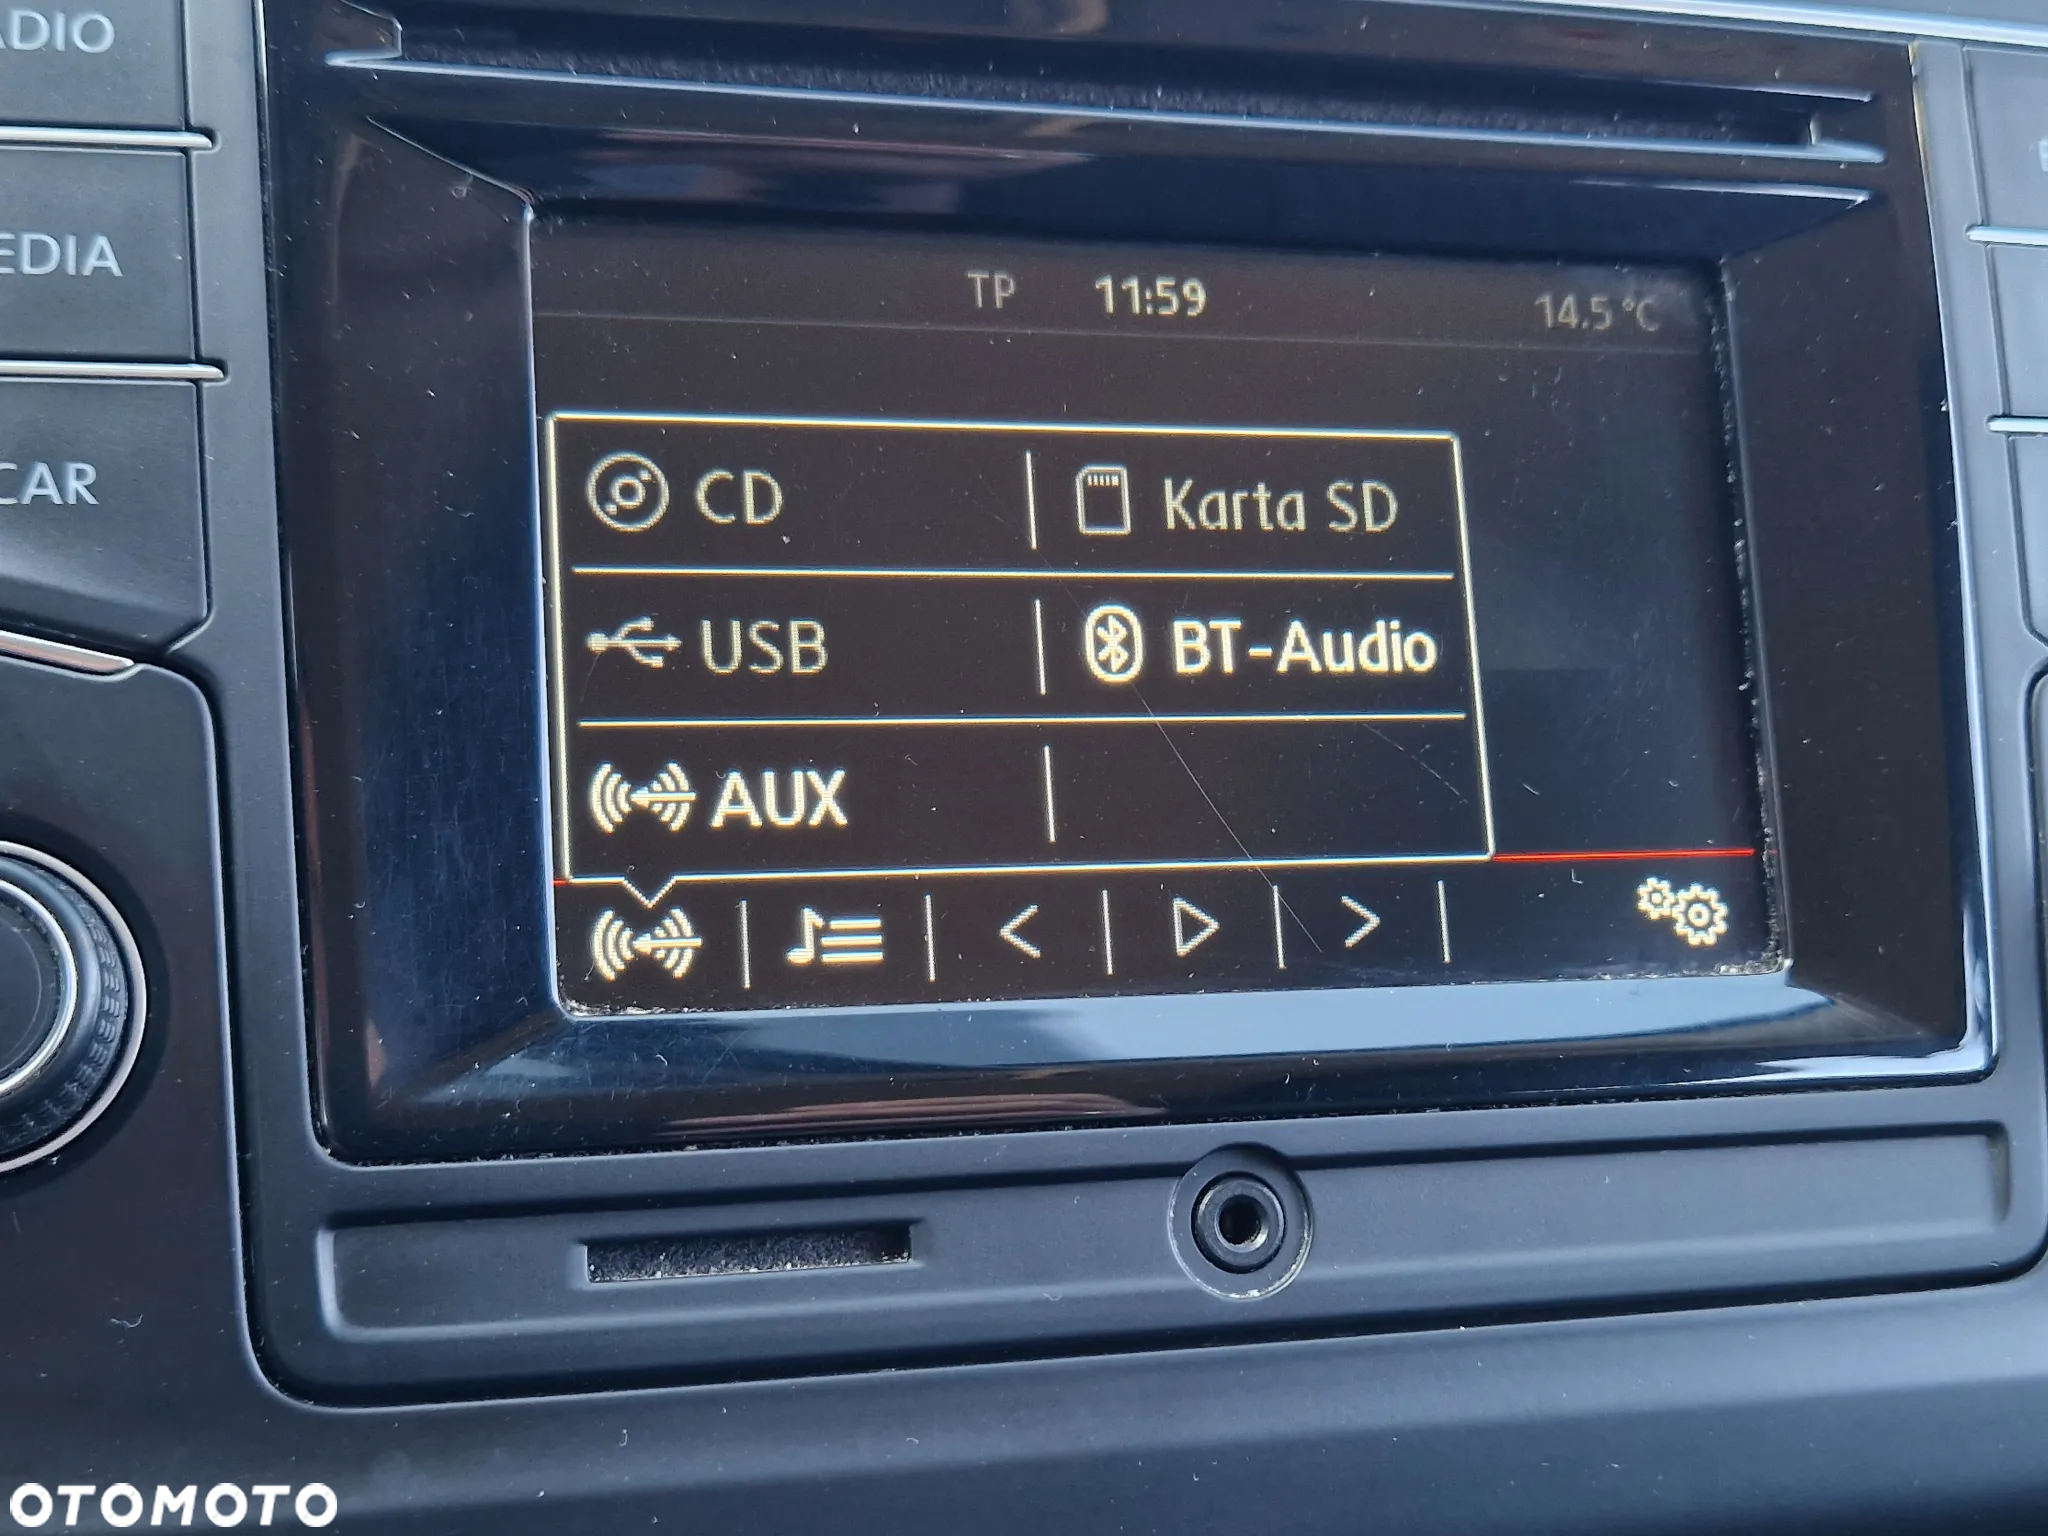 ADIO
EDIA
CAR
TP 11:59 14.5 °C
CD Karta SD
USB BT-Audio
AUX
OTOMOTO